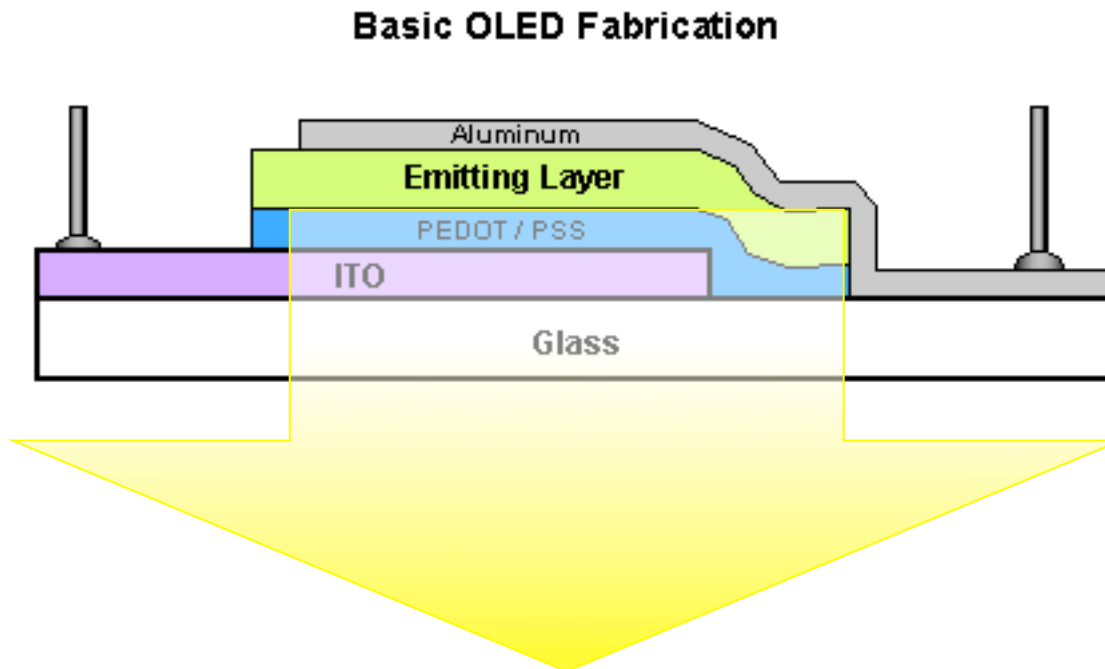 Basic OLED Fabrication
Aluminum
Emitting Layer
PEDOT / PSS
ITO
Glass